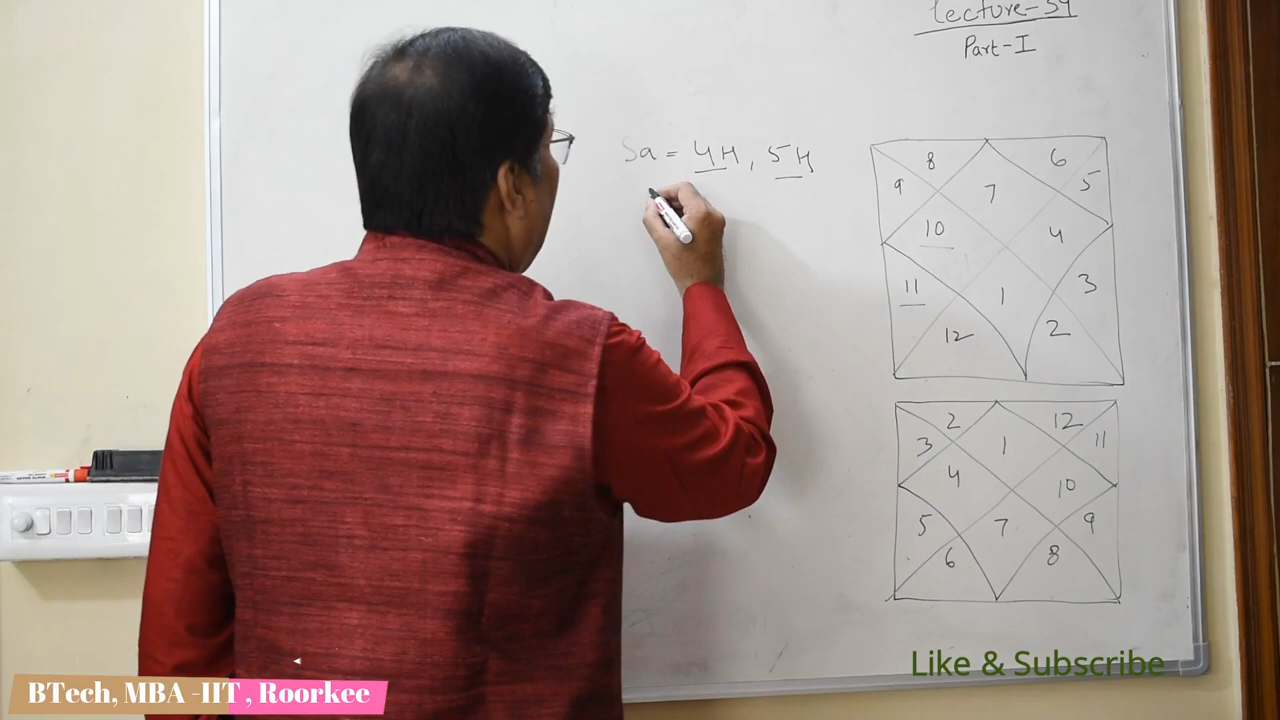 Lecture-34
Part-I
Sa = 4H, 5H
8 6
9 7 5
10 4
11 1 3
12 2
2 12
3 1 11
4 10
5 7 9
6 8
Like & Subscribe
BTech, MBA -IIT , Roorkee